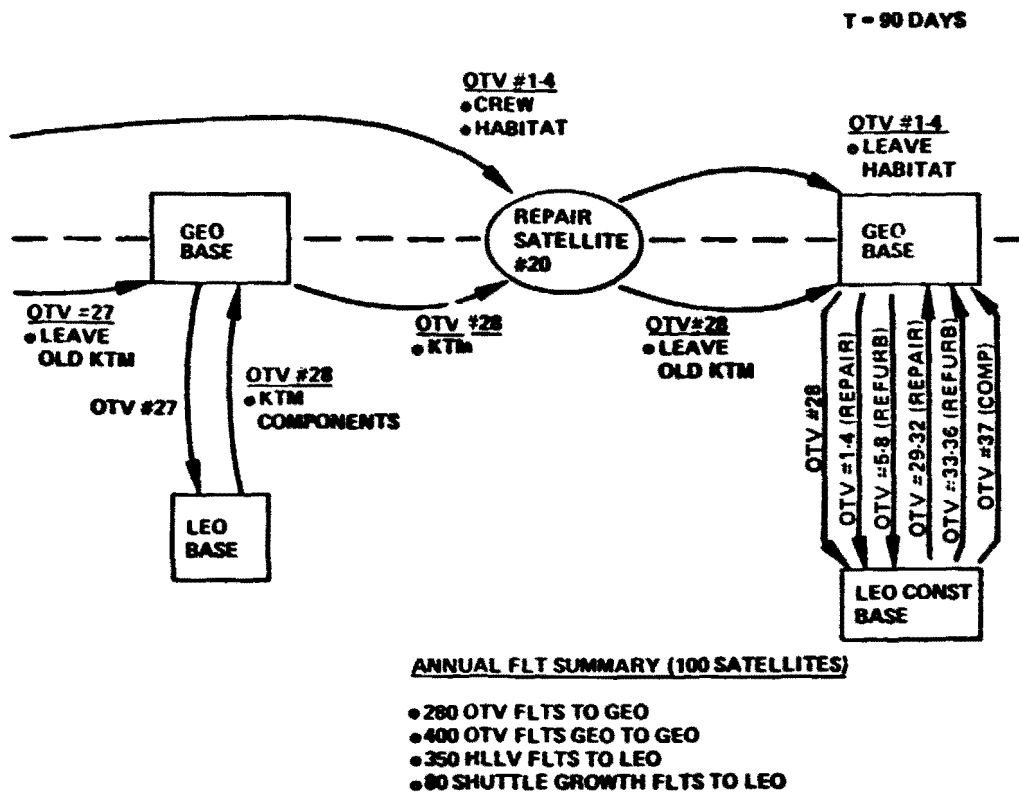 T = 90 DAYS
OTV #1-4
• CREW
• HABITAT
OTV #1-4
• LEAVE
HABITAT
GEO
BASE
REPAIR
SATELLITE
#20
GEO
BASE
OTV #27
• LEAVE
OLD KTM
OTV #28
• KTM
OTV #28
• LEAVE
OLD KTM
OTV #27
OTV #28
• KTM
COMPONENTS
OTV #28
OTV #1-4 (REPAIR)
OTV #5-8 (REFURB)
OTV #29-32 (REPAIR)
OTV #33-36 (REFURB)
OTV #37 (COMP)
LEO
BASE
LEO CONST
BASE
ANNUAL FLT SUMMARY (100 SATELLITES)
• 280 OTV FLTS TO GEO
• 400 OTV FLTS GEO TO GEO
• 350 HLLV FLTS TO LEO
• 80 SHUTTLE GROWTH FLTS TO LEO